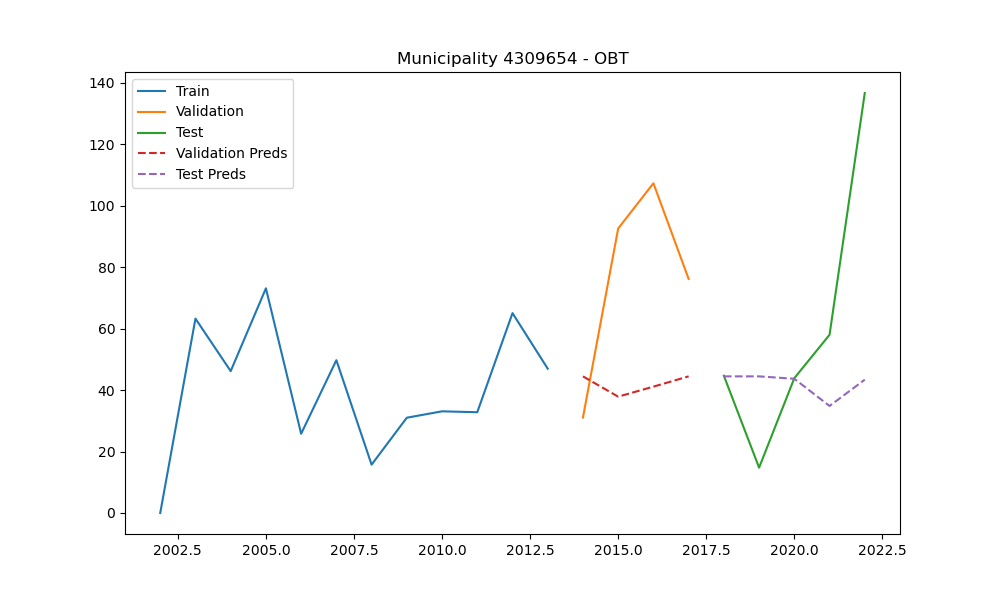 Municipality 4309654 - OBT
Train
Validation
Test
Validation Preds
Test Preds
140
120
100
80
60
40
20
0
2002.5 2005.0 2007.5 2010.0 2012.5 2015.0 2017.5 2020.0 2022.5